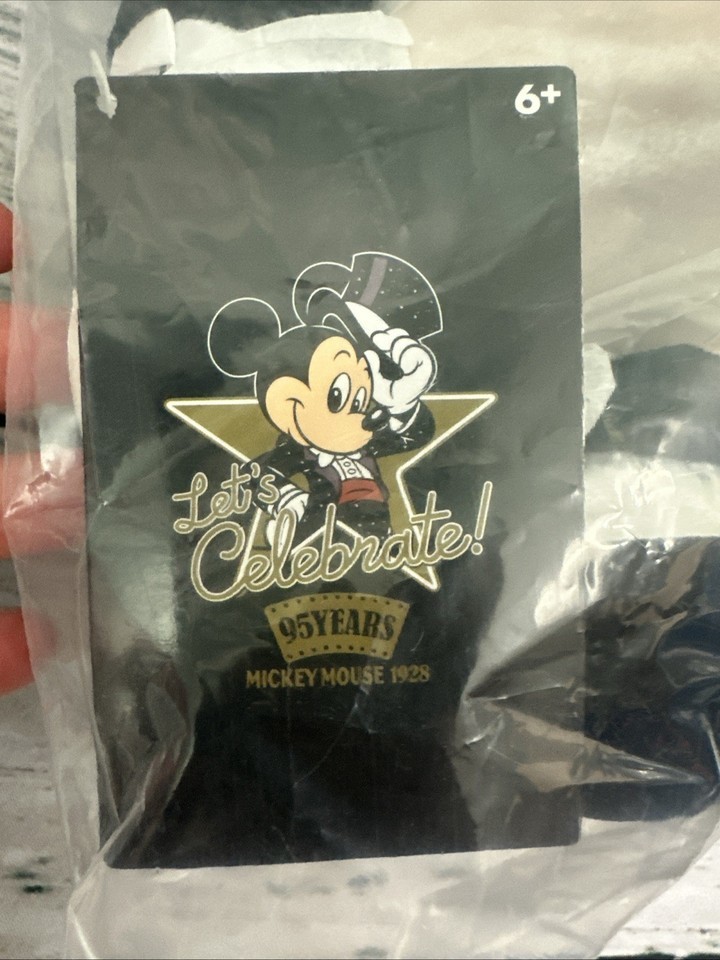 6+
Let's
Celebrate!
95YEARS
MICKEY MOUSE 1928